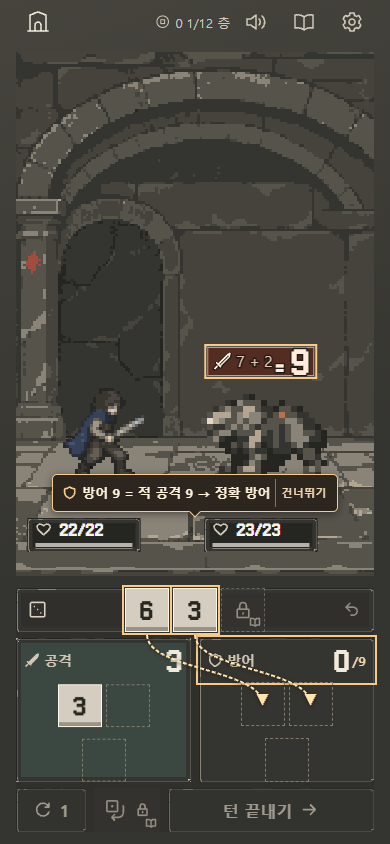 0 1/12 층
7 + 2 = 9
방어 9 = 적 공격 9 → 정확 방어 건너뛰기
22/22
23/23
6 3
공격 3
방어 0/9
3
1
턴 끝내기 →